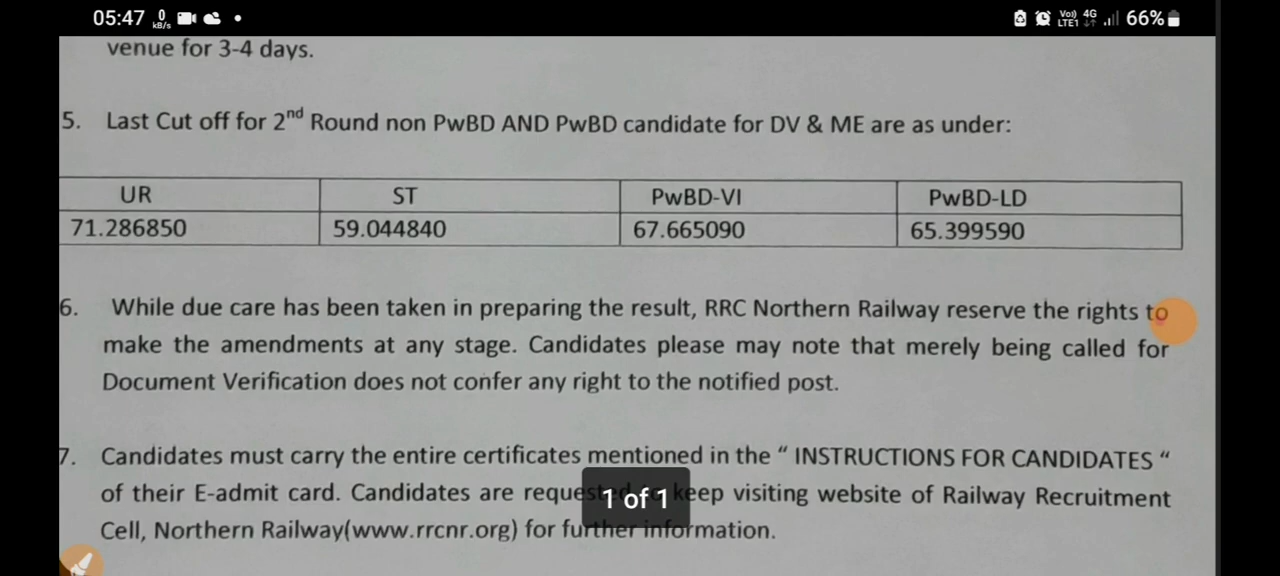 05:47 0 kB/s Vo)) LTE1 4G 66%
venue for 3-4 days.
5. Last Cut off for 2nd Round non PwBD AND PwBD candidate for DV & ME are as under:
UR ST PwBD-VI PwBD-LD
71.286850 59.044840 67.665090 65.399590
6. While due care has been taken in preparing the result, RRC Northern Railway reserve the rights to
make the amendments at any stage. Candidates please may note that merely being called for
Document Verification does not confer any right to the notified post.
7. Candidates must carry the entire certificates mentioned in the “ INSTRUCTIONS FOR CANDIDATES “
of their E-admit card. Candidates are keep visiting website of Railway Recruitment
1 of 1
Cell, Northern Railway(www.rrcnr.org) for further information.